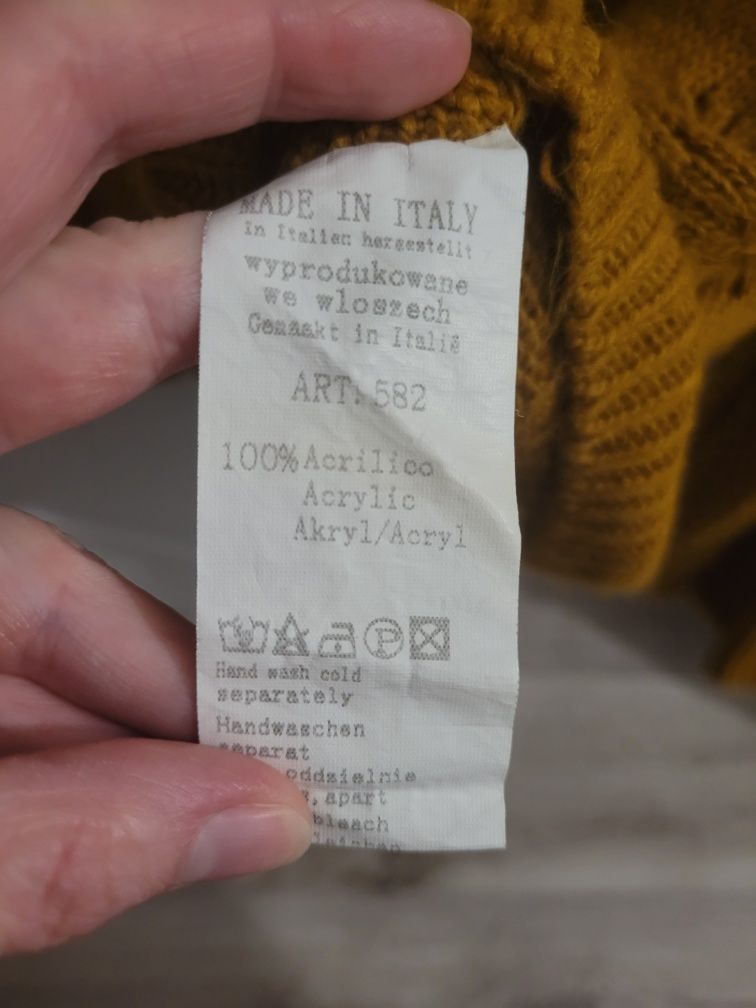 MADE IN ITALY
in Italien hergestellt
wyprodukowane
we wloszech
Gemaakt in Italië
ART. 582
100% Acrilico
Acrylic
Akryl/Acryl
P
Hand wash cold
separately
Handwaschen
separat
oddzielnie
apart
bleach